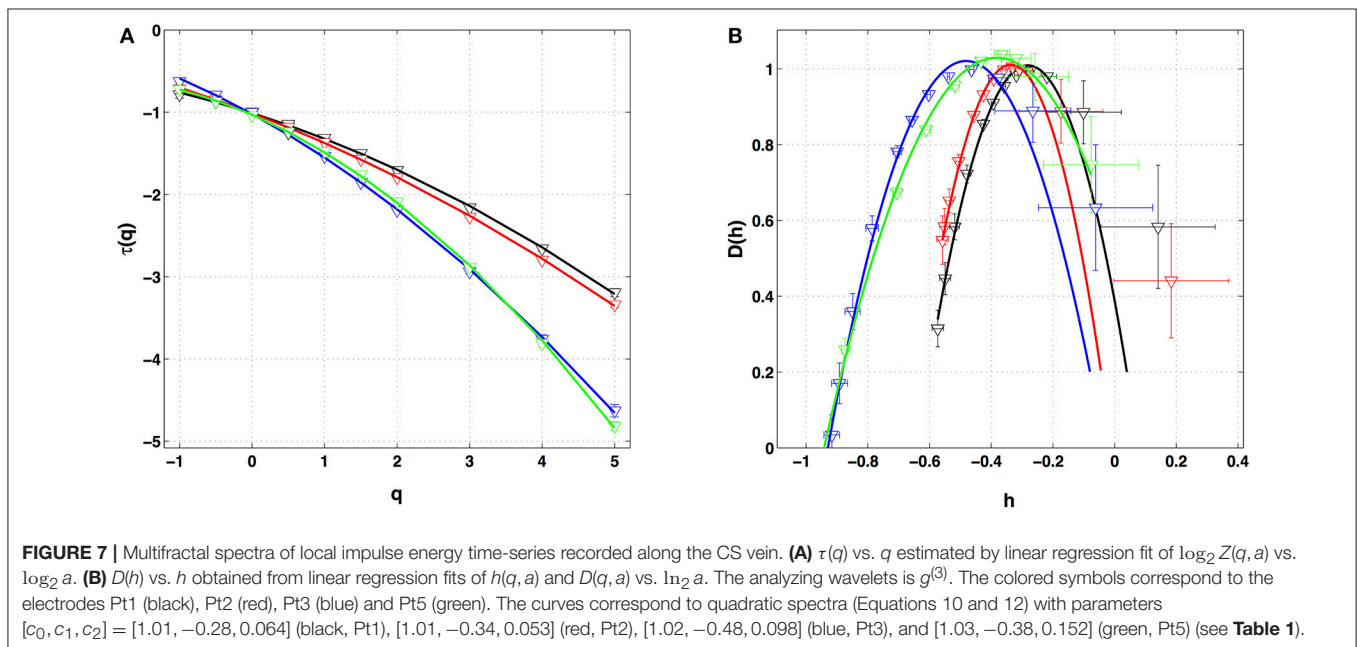 A
0
−1
−2
−3
−4
−5
τ(q)
−1 0 1 2 3 4 5
q
B
1
0.8
0.6
0.4
0.2
0
D(h)
−1 −0.8 −0.6 −0.4 −0.2 0 0.2 0.4
h
FIGURE 7 | Multifractal spectra of local impulse energy time-series recorded along the CS vein. (A) τ(q) vs. q estimated by linear regression fit of log₂ Z(q, a) vs.
log₂ a. (B) D(h) vs. h obtained from linear regression fits of h(q, a) and D(q, a) vs. ln₂ a. The analyzing wavelets is g⁽³⁾. The colored symbols correspond to the
electrodes Pt1 (black), Pt2 (red), Pt3 (blue) and Pt5 (green). The curves correspond to quadratic spectra (Equations 10 and 12) with parameters
[c₀, c₁, c₂] = [1.01, −0.28, 0.064] (black, Pt1), [1.01, −0.34, 0.053] (red, Pt2), [1.02, −0.48, 0.098] (blue, Pt3), and [1.03, −0.38, 0.152] (green, Pt5) (see Table 1).